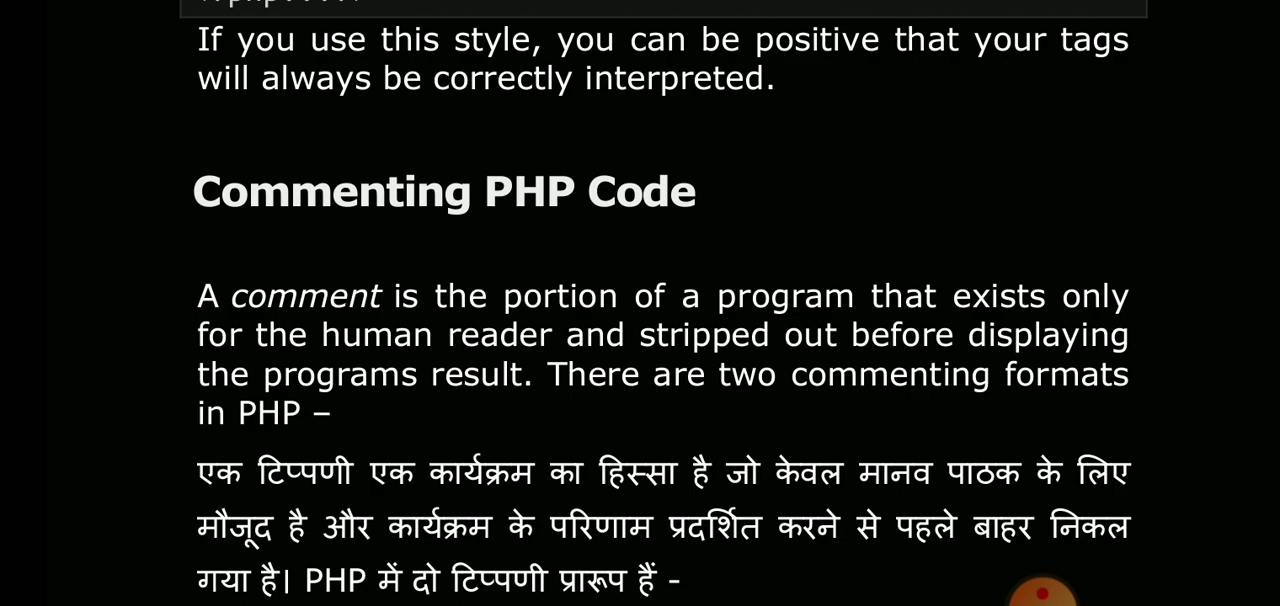 If you use this style, you can be positive that your tags
will always be correctly interpreted.
Commenting PHP Code
A comment is the portion of a program that exists only
for the human reader and stripped out before displaying
the programs result. There are two commenting formats
in PHP –
एक टिप्पणी एक कार्यक्रम का हिस्सा है जो केवल मानव पाठक के लिए
मौजूद है और कार्यक्रम के परिणाम प्रदर्शित करने से पहले बाहर निकल
गया है। PHP में दो टिप्पणी प्रारूप हैं -